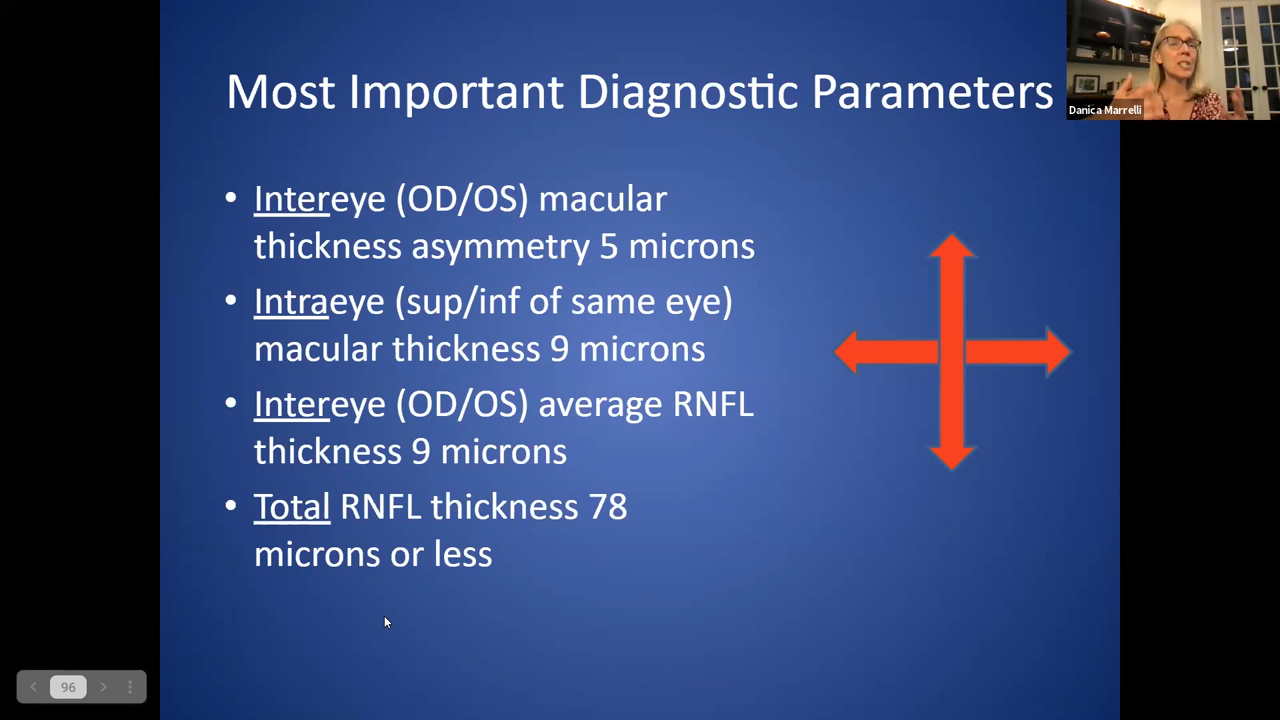 Most Important Diagnostic Parameters
Danica Marrelli
• Intereye (OD/OS) macular
thickness asymmetry 5 microns
• Intraeye (sup/inf of same eye)
macular thickness 9 microns
• Intereye (OD/OS) average RNFL
thickness 9 microns
• Total RNFL thickness 78
microns or less
96